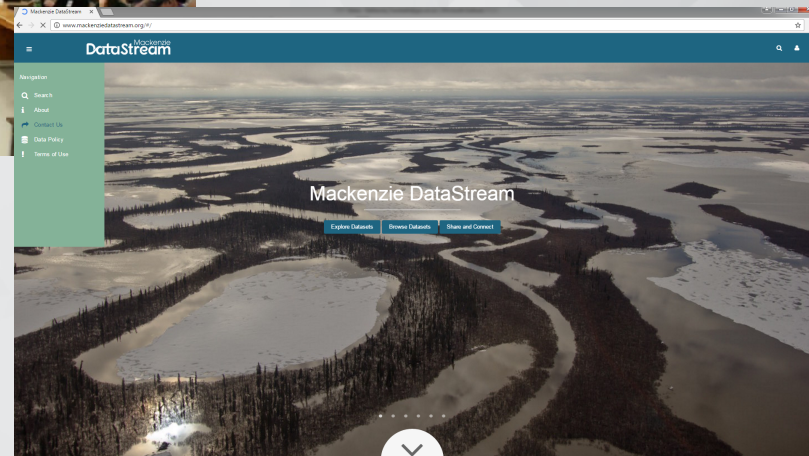 Mackenzie DataStream
www.mackenziedatastream.org/#/
Mackenzie
DataStream
Navigation
Search
About
Contact Us
Data Policy
Terms of Use
Mackenzie DataStream
Explore Datasets
Browse Datasets
Share and Connect